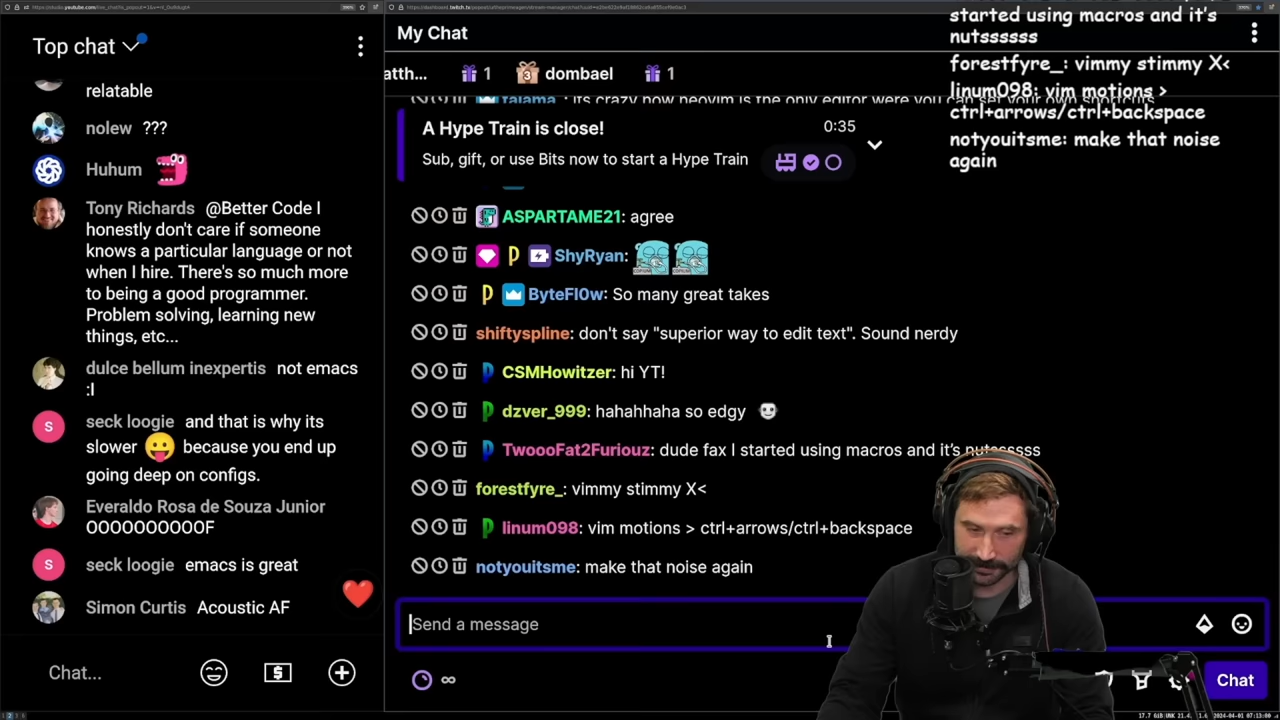 Top chat
relatable
nolew ???
Huhum
Tony Richards @Better Code I
honestly don't care if someone
knows a particular language or not
when I hire. There's so much more
to being a good programmer.
Problem solving, learning new
things, etc...
dulce bellum inexpertis not emacs
:l
seck loogie and that is why its
slower 😛 because you end up
going deep on configs.
Everaldo Rosa de Souza Junior
OOOOOOOOOOF
seck loogie emacs is great
Simon Curtis Acoustic AF
Chat...
My Chat
atth... 1 3 dombael 1
A Hype Train is close! 0:35
Sub, gift, or use Bits now to start a Hype Train
ASPARTAME21: agree
ShyRyan:
ByteFl0w: So many great takes
shiftyspline: don't say "superior way to edit text". Sound nerdy
CSMHowitzer: hi YT!
dzver_999: hahahhaha so edgy
TwoooFat2Furiouz: dude fax I started using macros and it's nutssssss
forestfyre_: vimmy stimmy X<
linum098: vim motions > ctrl+arrows/ctrl+backspace
notyouitsme: make that noise again
Send a message
∞
Chat
started using macros and it's
nutssssss
forestfyre_: vimmy stimmy X<
linum098: vim motions >
ctrl+arrows/ctrl+backspace
notyouitsme: make that noise
again